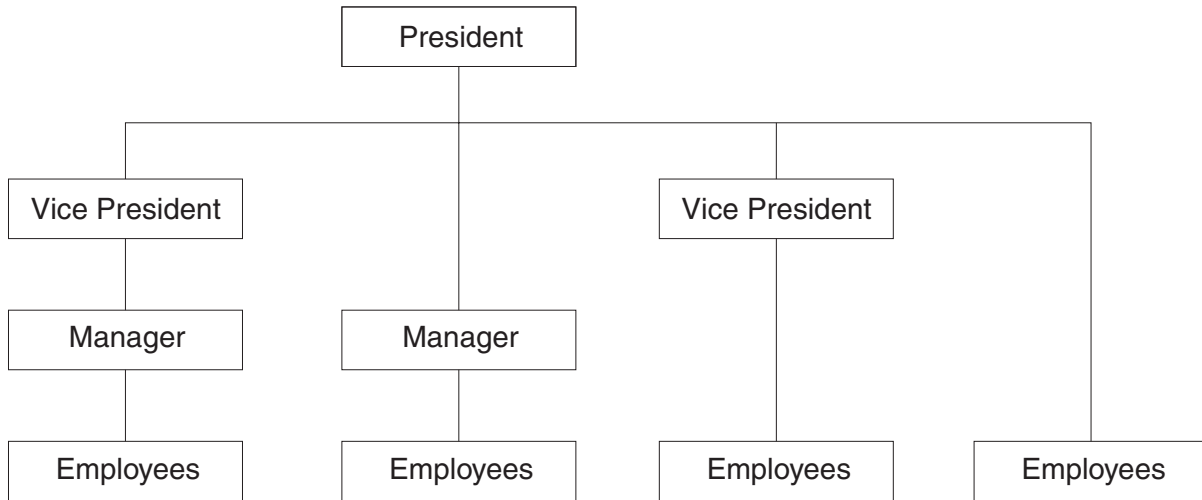 President
Vice President
Vice President
Manager
Manager
Employees
Employees
Employees
Employees